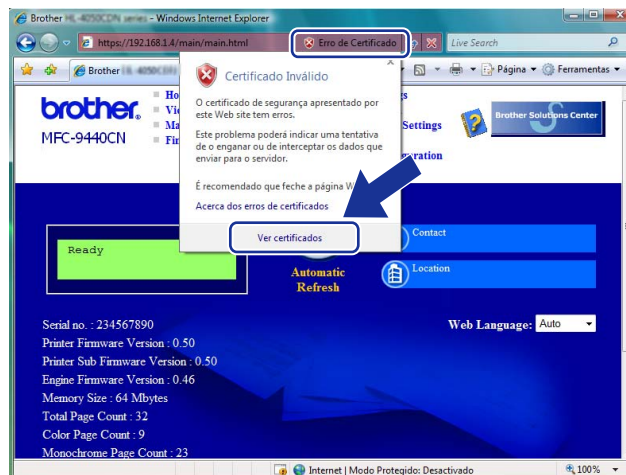 Brother HL-4050CDN series - Windows Internet Explorer
https://192.168.1.4/main/main.html
Erro de Certificado
Live Search
Brother HL-4050CDN
Página
Ferramentas
Certificado Inválido
O certificado de segurança apresentado por
este Web site tem erros.
Este problema poderá indicar uma tentativa
de o enganar ou de interceptar os dados que
enviar para o servidor.
É recomendado que feche a página W
Acerca dos erros de certificados
Ver certificados
brother.
MFC-9440CN
Ho
Vi
Ma
Fir
Settings
Brother Solutions Center
Ready
Automatic
Refresh
Contact
Location
Serial no. : 234567890
Web Language: Auto
Printer Firmware Version : 0.50
Printer Sub Firmware Version : 0.50
Engine Firmware Version : 0.46
Memory Size : 64 Mbytes
Total Page Count : 32
Color Page Count : 9
Monochrome Page Count : 23
Internet | Modo Protegido: Desactivado
100%